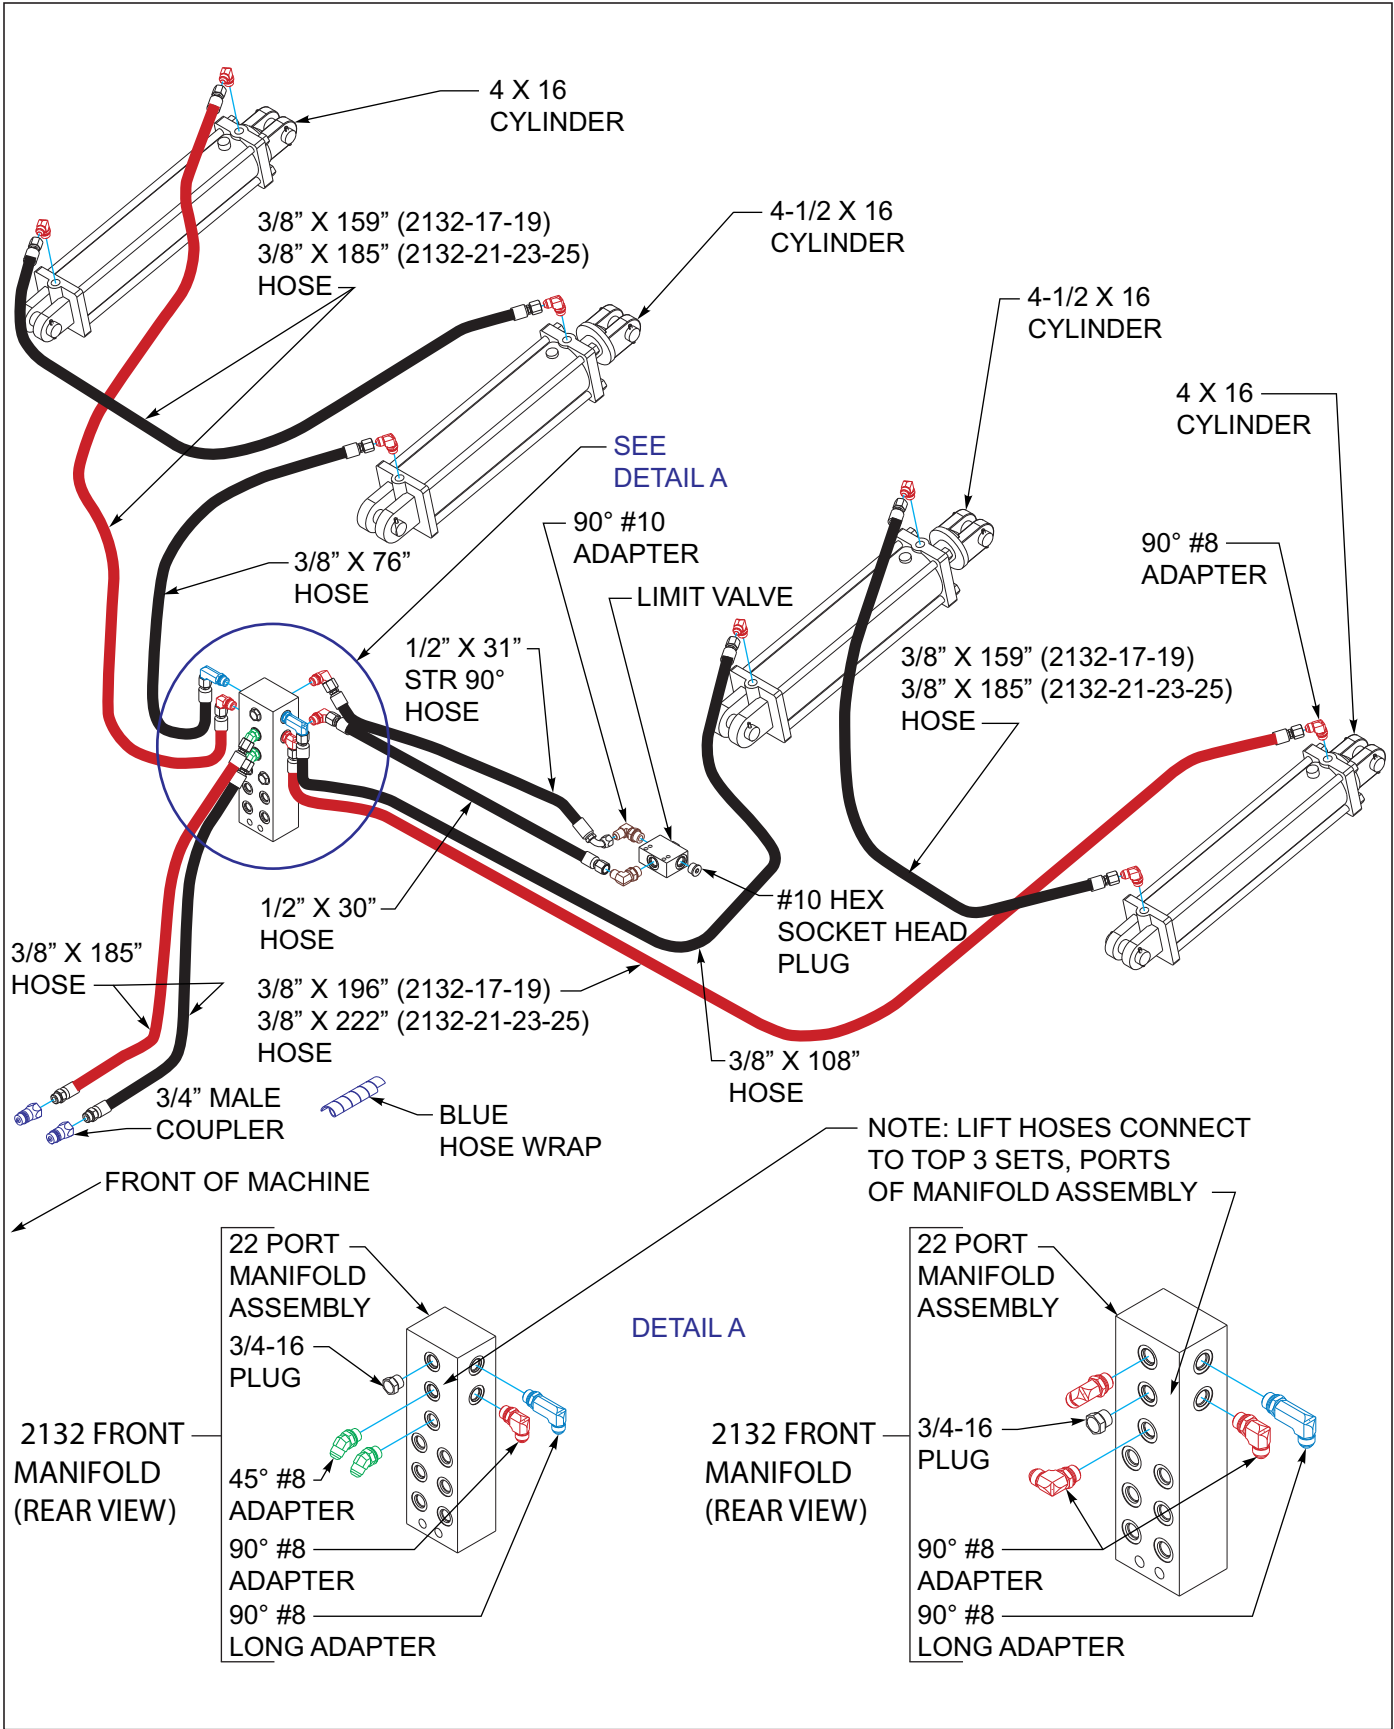 4 X 16
CYLINDER
3/8” X 159” (2132-17-19)
3/8” X 185” (2132-21-23-25)
HOSE
4-1/2 X 16
CYLINDER
4-1/2 X 16
CYLINDER
4 X 16
CYLINDER
SEE
DETAIL A
90° #10
ADAPTER
90° #8
ADAPTER
3/8” X 76”
HOSE
LIMIT VALVE
1/2” X 31”
STR 90°
HOSE
3/8” X 159” (2132-17-19)
3/8” X 185” (2132-21-23-25)
HOSE
1/2” X 30”
HOSE
#10 HEX
SOCKET HEAD
PLUG
3/8” X 185”
HOSE
3/8” X 196” (2132-17-19)
3/8” X 222” (2132-21-23-25)
HOSE
3/8” X 108”
HOSE
3/4” MALE
COUPLER
BLUE
HOSE WRAP
NOTE: LIFT HOSES CONNECT
TO TOP 3 SETS, PORTS
OF MANIFOLD ASSEMBLY
FRONT OF MACHINE
22 PORT
MANIFOLD
ASSEMBLY
3/4-16
PLUG
2132 FRONT
MANIFOLD
(REAR VIEW)
45° #8
ADAPTER
90° #8
ADAPTER
90° #8
LONG ADAPTER
DETAIL A
22 PORT
MANIFOLD
ASSEMBLY
3/4-16
PLUG
2132 FRONT
MANIFOLD
(REAR VIEW)
90° #8
ADAPTER
90° #8
LONG ADAPTER